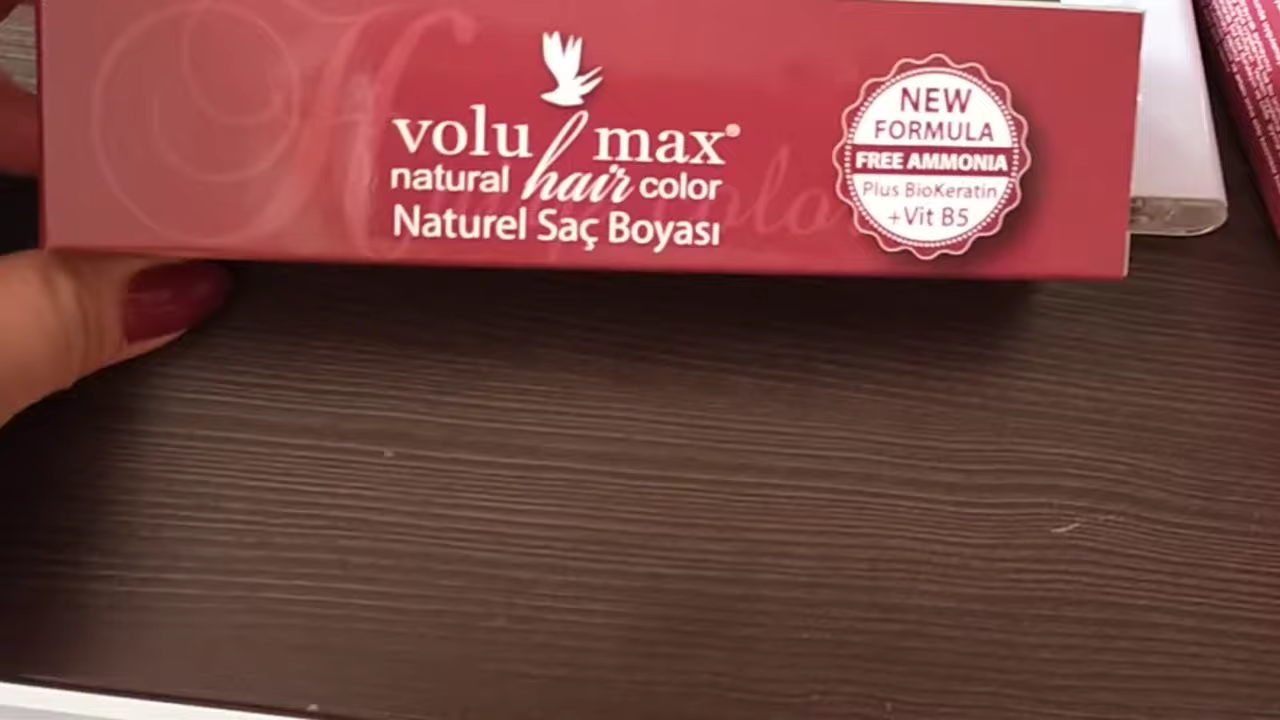 volu max®
natural hair color
Naturel Saç Boyası
NEW
FORMULA
FREE AMMONIA
Plus BioKeratin
+Vit B5